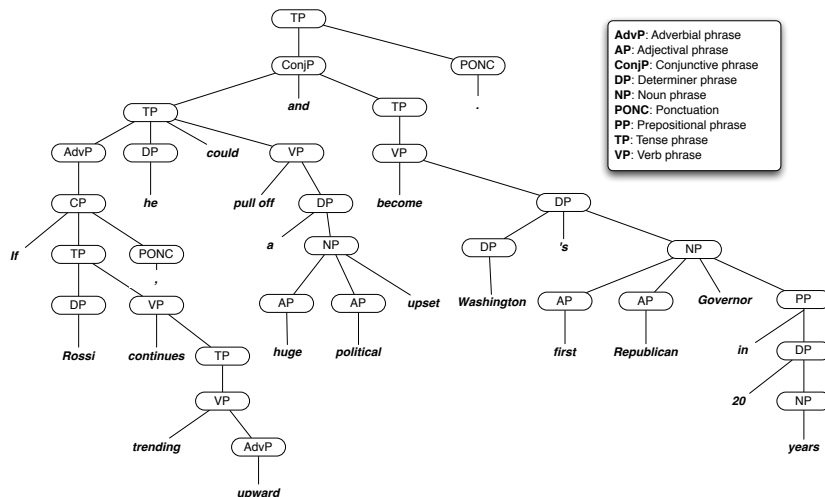 TP
AdvP: Adverbial phrase
AP: Adjectival phrase
ConjP: Conjunctive phrase
DP: Determiner phrase
NP: Noun phrase
PONC: Ponctuation
PP: Prepositional phrase
TP: Tense phrase
VP: Verb phrase
ConjP PONC
TP and TP .
AdvP DP could VP VP
CP he pull off DP become DP
If TP PONC a NP DP 's NP
DP , VP AP AP upset Washington AP AP Governor PP
Rossi continues TP huge political first Republican in DP
VP 20 NP
trending AdvP years
upward